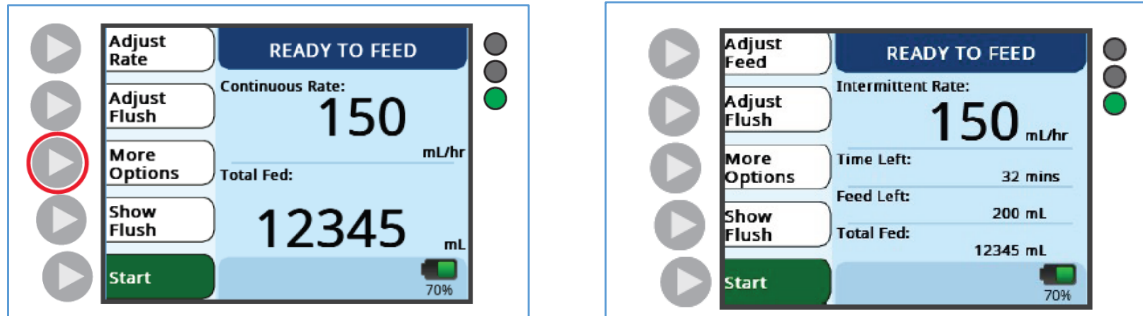 Adjust
Rate
READY TO FEED
Continuous Rate:
Adjust
Flush
150
mL/hr
More
Options
Total Fed:
Show
Flush
12345 mL
Start
70%
Adjust
Feed
READY TO FEED
Intermittent Rate:
Adjust
Flush
150 mL/hr
More
Options
Time Left:
32 mins
Feed Left:
200 mL
Show
Flush
Total Fed:
12345 mL
Start
70%